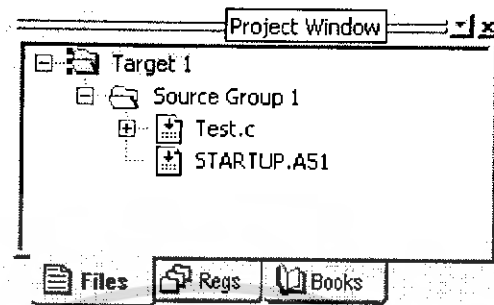 Project Window
Target 1
Source Group 1
Test.c
STARTUP.A51
Files Regs Books